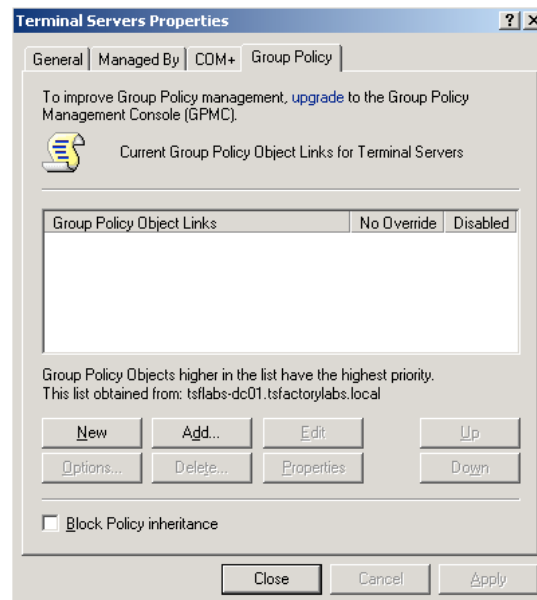 Terminal Servers Properties
General Managed By COM+ Group Policy
To improve Group Policy management, upgrade to the Group Policy
Management Console (GPMC).
Current Group Policy Object Links for Terminal Servers
Group Policy Object Links No Override Disabled
Group Policy Objects higher in the list have the highest priority.
This list obtained from: tsflabs-dc01.tsfactorylabs.local
New Add... Edit Up
Options... Delete... Properties Down
Block Policy inheritance
Close Cancel Apply